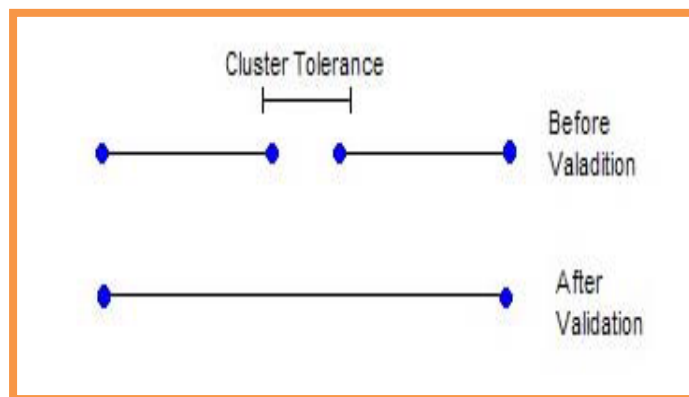 Cluster Tolerance
Before
Valadition
After
Validation